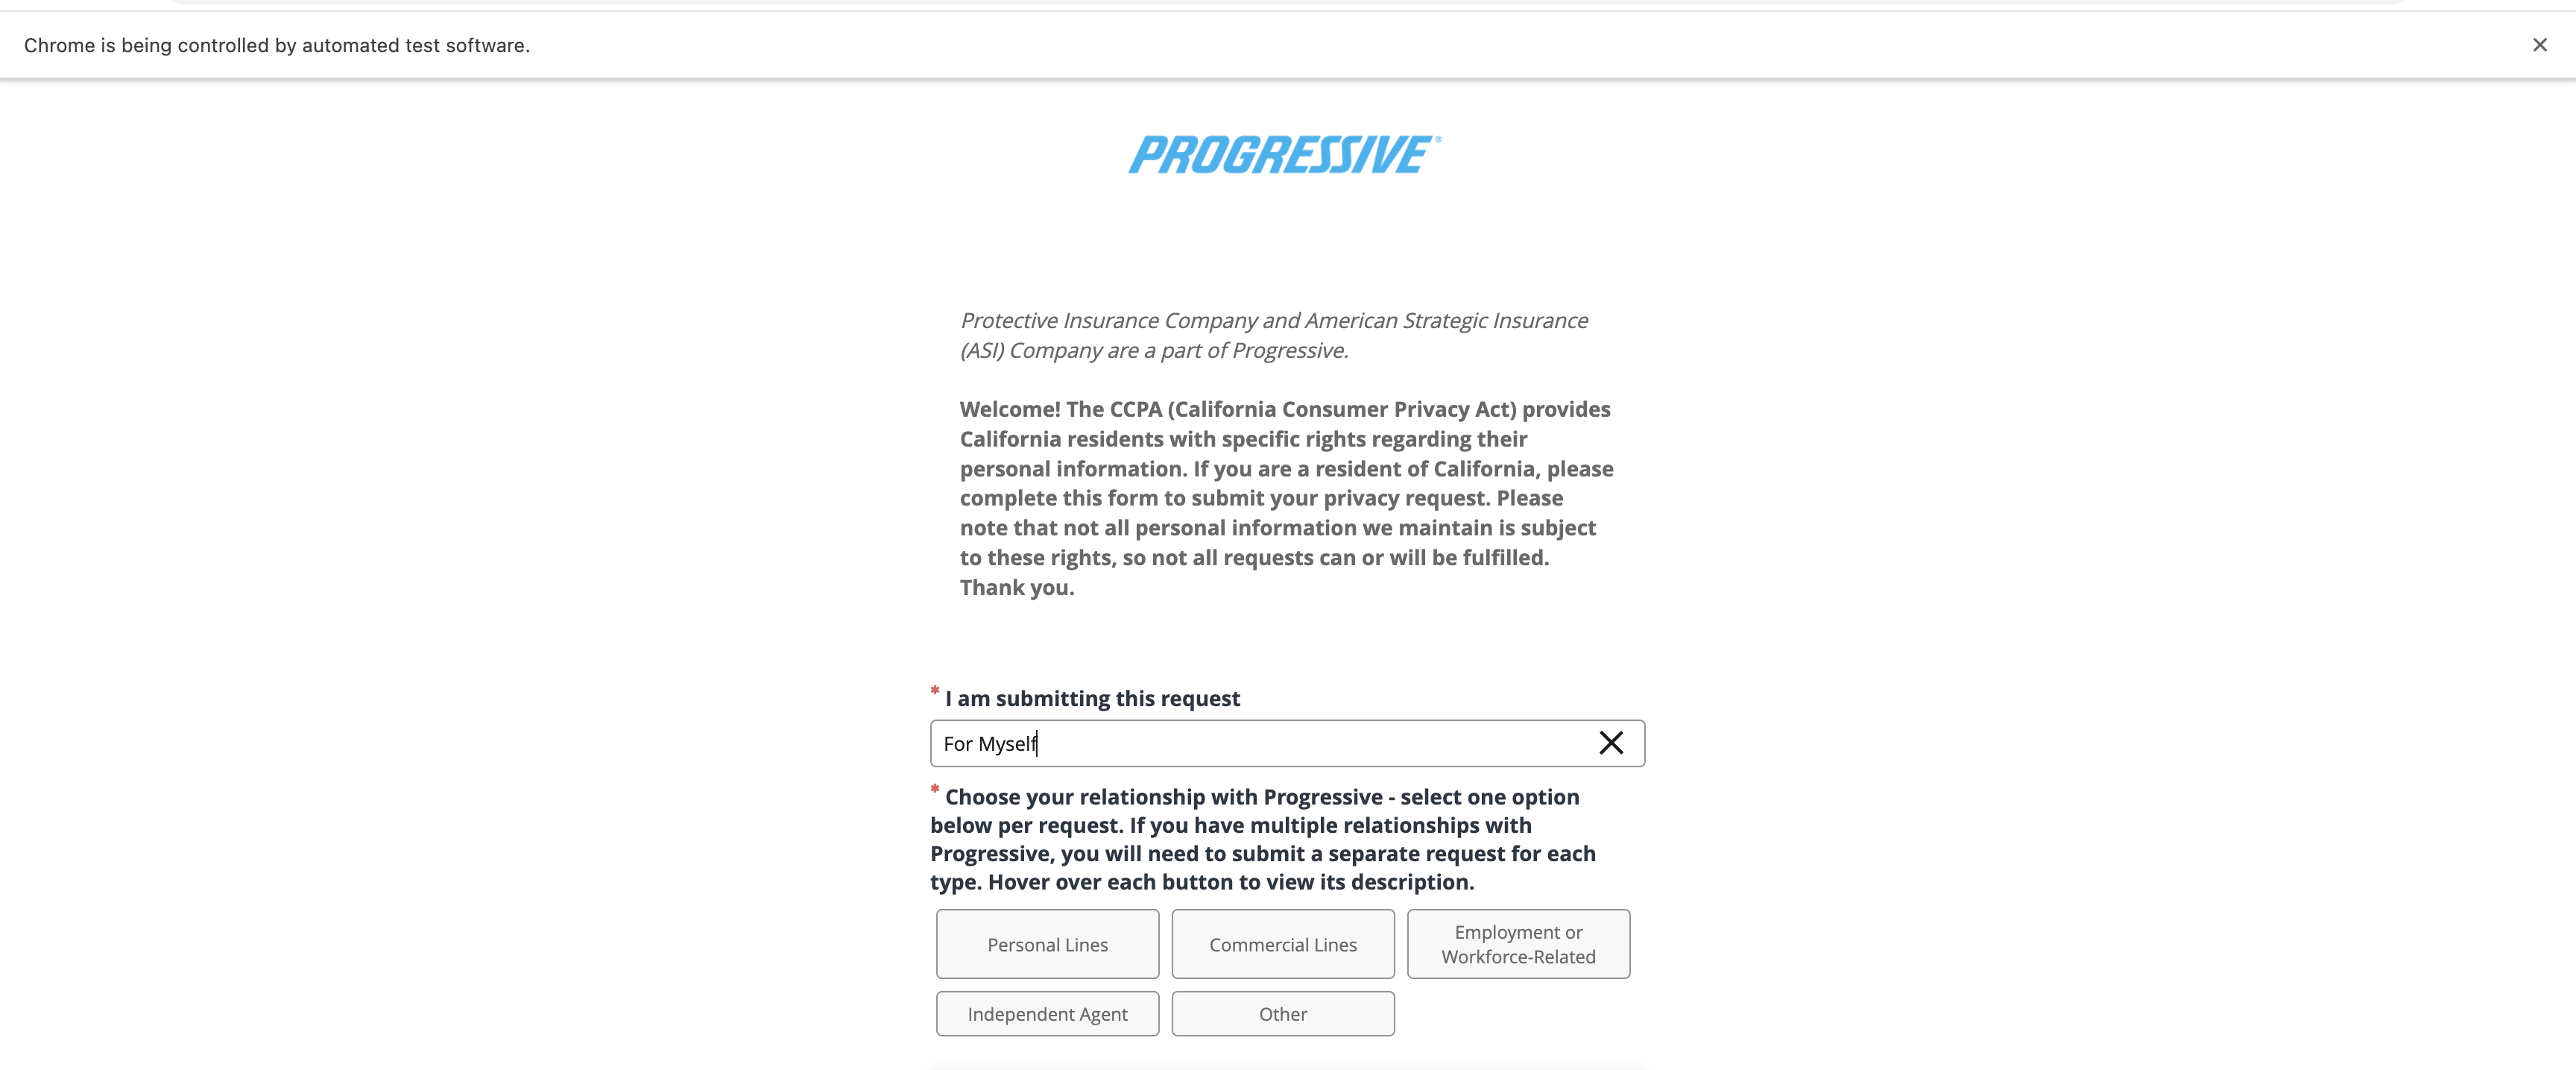 Chrome is being controlled by automated test software.
PROGRESSIVE®
Protective Insurance Company and American Strategic Insurance
(ASI) Company are a part of Progressive.
Welcome! The CCPA (California Consumer Privacy Act) provides
California residents with specific rights regarding their
personal information. If you are a resident of California, please
complete this form to submit your privacy request. Please
note that not all personal information we maintain is subject
to these rights, so not all requests can or will be fulfilled.
Thank you.
* I am submitting this request
For Myself
* Choose your relationship with Progressive - select one option
below per request. If you have multiple relationships with
Progressive, you will need to submit a separate request for each
type. Hover over each button to view its description.
Personal Lines
Commercial Lines
Employment or
Workforce-Related
Independent Agent
Other